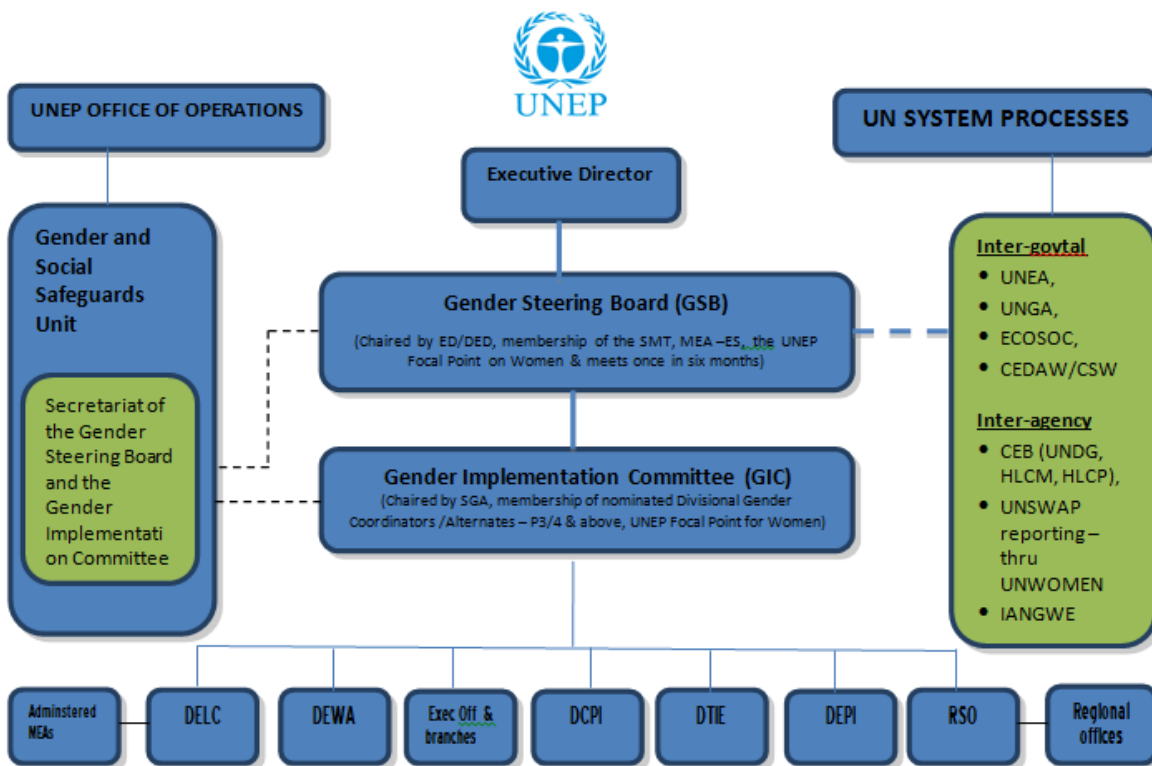 UNEP
UNEP OFFICE OF OPERATIONS
UN SYSTEM PROCESSES
Executive Director
Gender and
Social
Safeguards
Unit
Secretariat of
the Gender
Steering Board
and the
Gender
Implementati
on Committee
Gender Steering Board (GSB)
(Chaired by ED/DED, membership of the SMT, MEA –ES, the UNEP
Focal Point on Women & meets once in six months)
Gender Implementation Committee (GIC)
(Chaired by SGA, membership of nominated Divisional Gender
Coordinators /Alternates – P3/4 & above, UNEP Focal Point for Women)
Inter-govtal
• UNEA,
• UNGA,
• ECOSOC,
• CEDAW/CSW
Inter-agency
• CEB (UNDG,
HLCM, HLCP),
• UNSWAP
reporting –
thru
UNWOMEN
• IANGWE
Adminstered
MEAs
DELC
DEWA
Exec Off &
branches
DCPI
DTIE
DEPI
RSO
Regional
offices